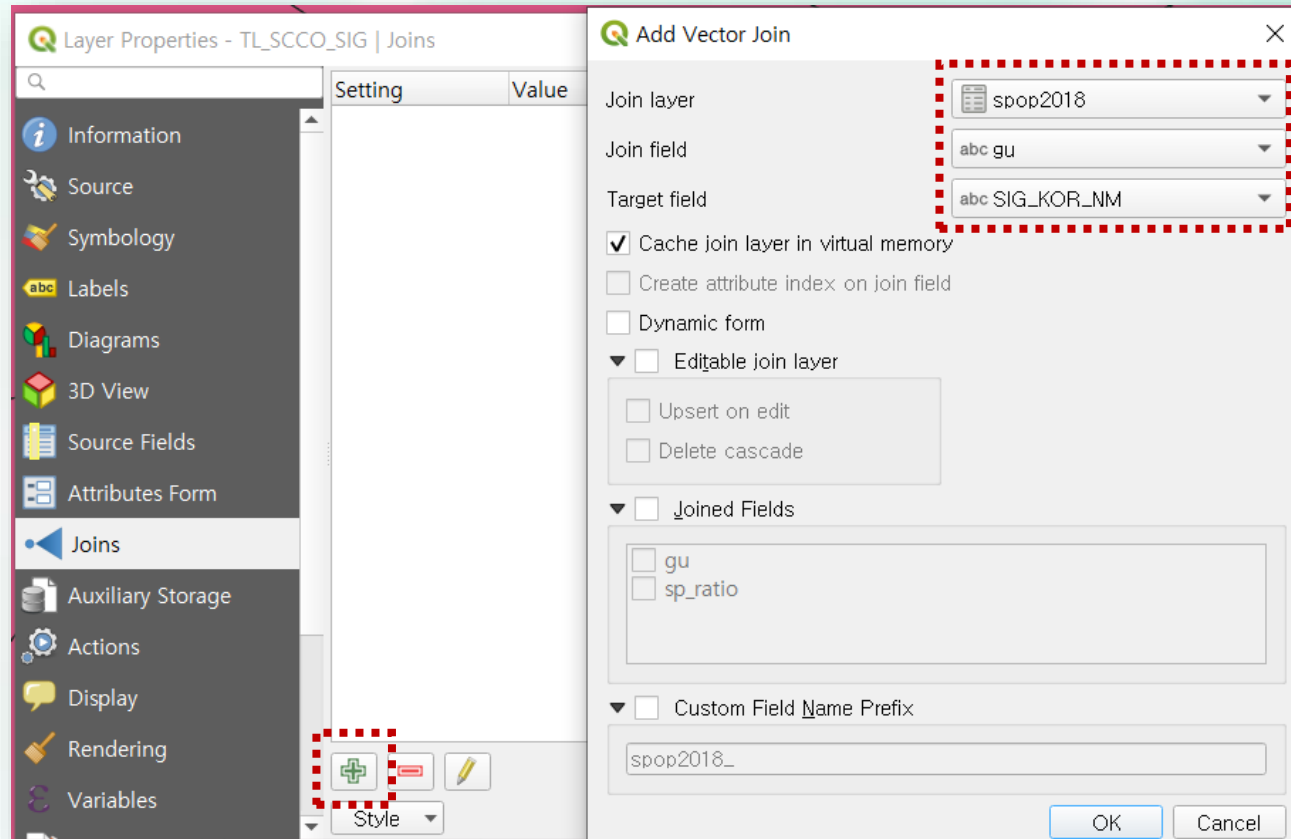 Layer Properties - TL_SCCO_SIG | Joins
Information
Source
Symbology
abc Labels
Diagrams
3D View
Source Fields
Attributes Form
Joins
Auxiliary Storage
Actions
Display
Rendering
Variables
Setting Value
Style
Add Vector Join
Join layer spop2018
Join field abc gu
Target field abc SIG_KOR_NM
Cache join layer in virtual memory
Create attribute index on join field
Dynamic form
Editable join layer
Upsert on edit
Delete cascade
Joined Fields
gu
sp_ratio
Custom Field Name Prefix
spop2018_
OK Cancel